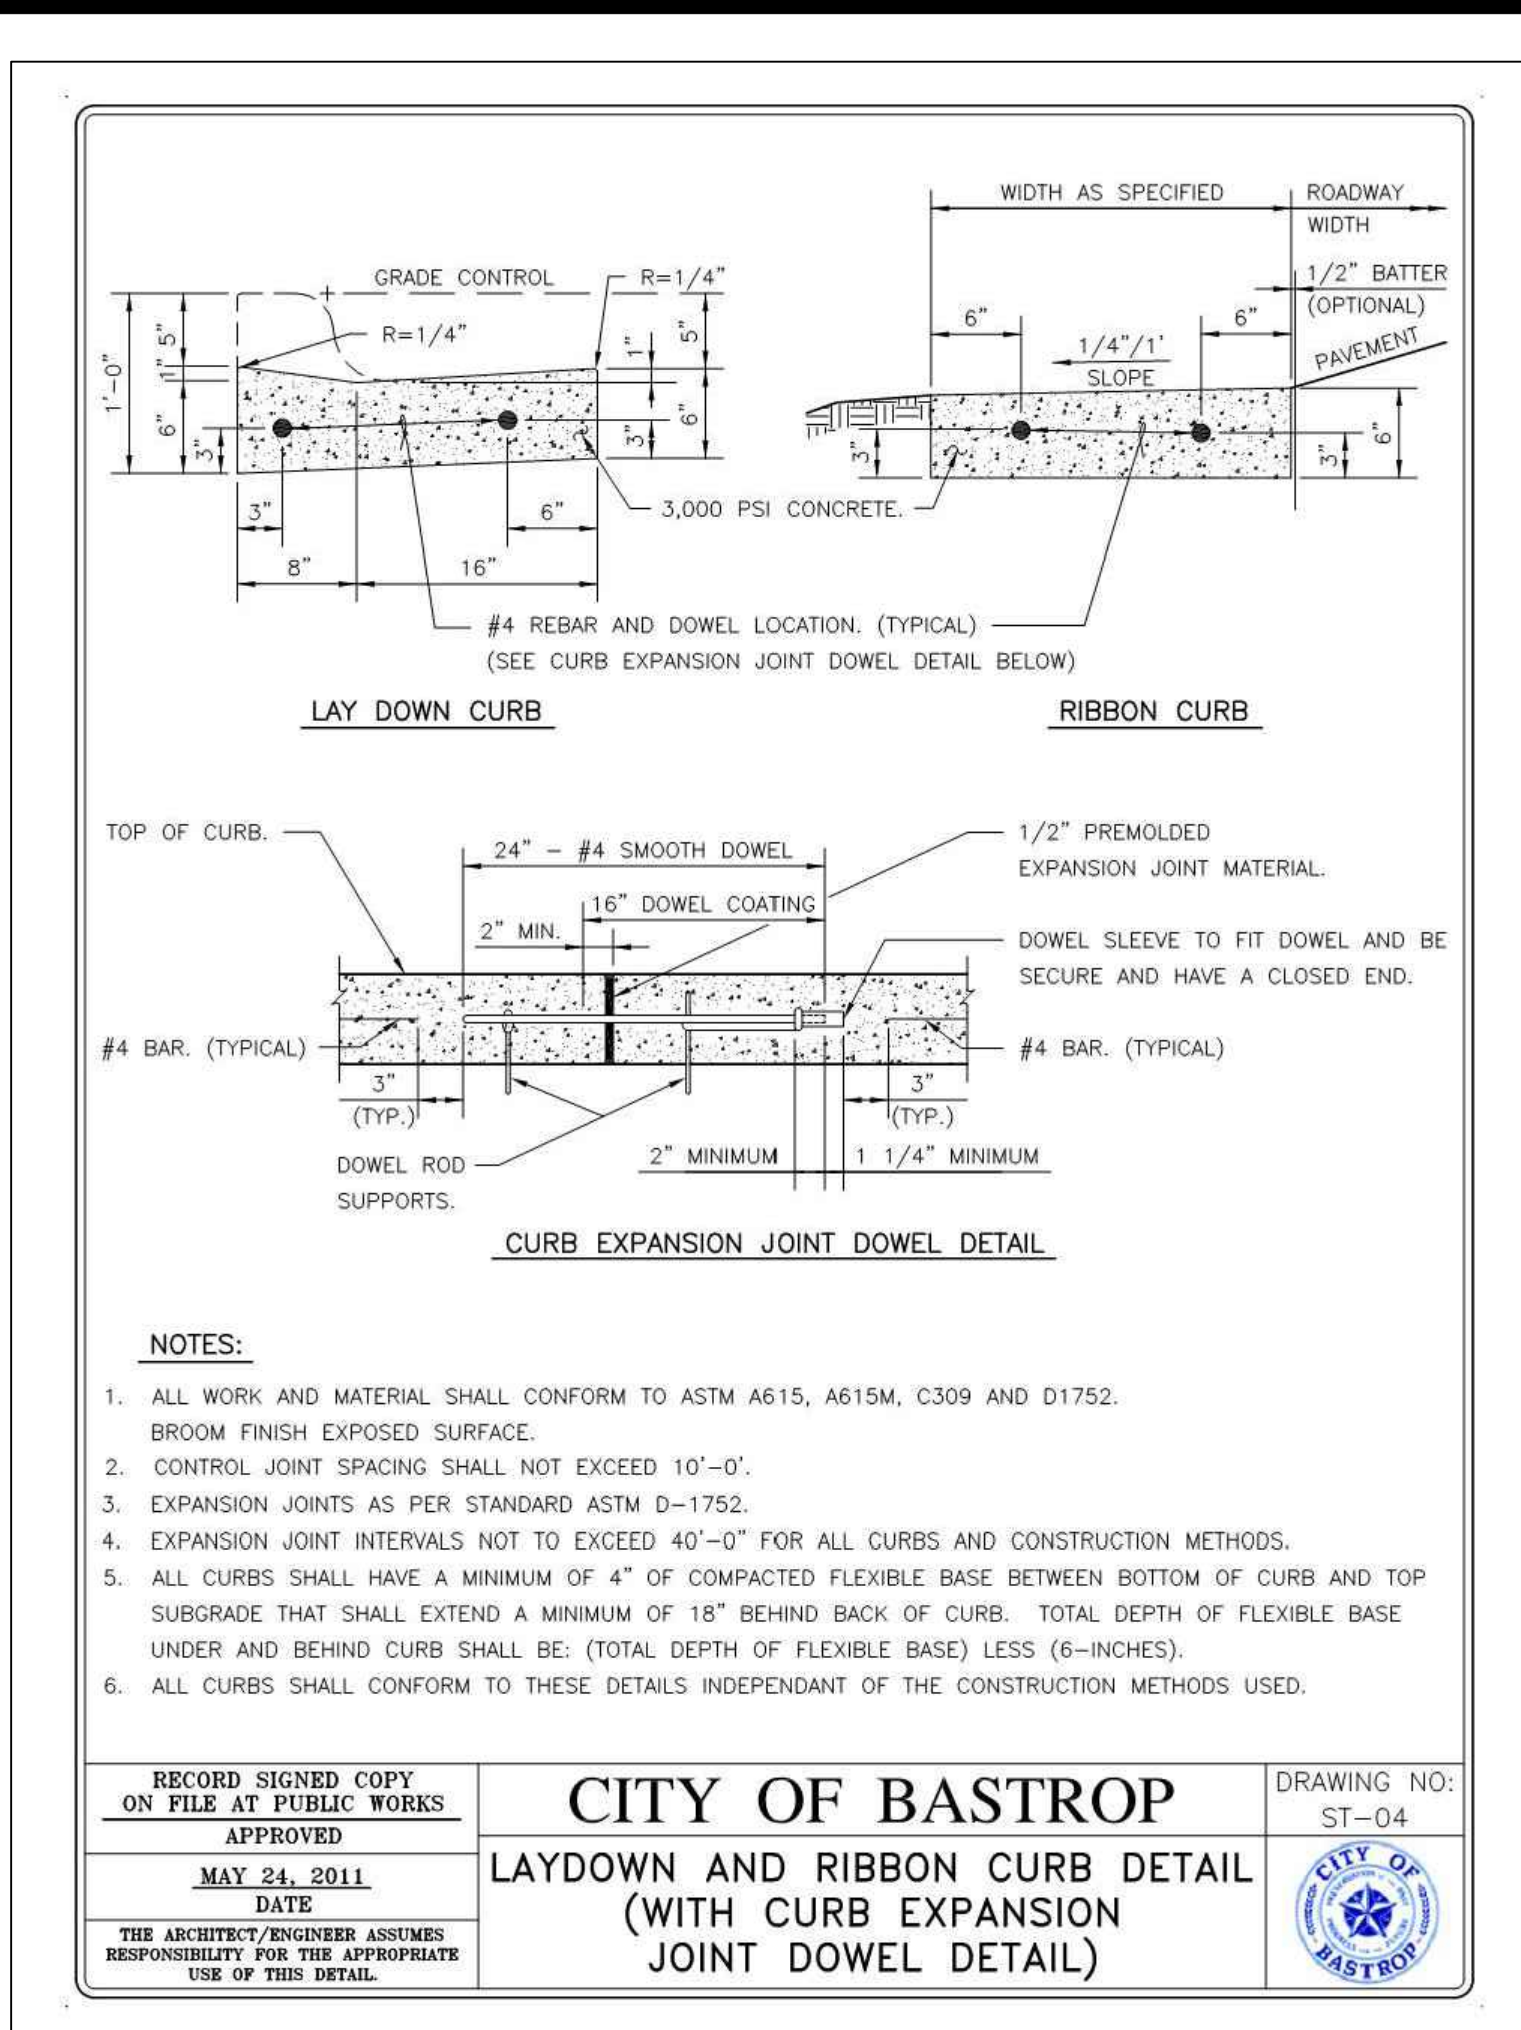 WIDTH AS SPECIFIED
ROADWAY
WIDTH
1/2" BATTER
(OPTIONAL)
PAVEMENT
GRADE CONTROL
R=1/4"
R=1/4"
1'-0"
5"
1"
6"
3"
1"
5"
6"
3"
3"
6"
8"
16"
6"
6"
1/4"/1'
SLOPE
3"
3"
6"
3,000 PSI CONCRETE.
#4 REBAR AND DOWEL LOCATION. (TYPICAL)
(SEE CURB EXPANSION JOINT DOWEL DETAIL BELOW)
LAY DOWN CURB
RIBBON CURB
TOP OF CURB.
24" – #4 SMOOTH DOWEL
16" DOWEL COATING
2" MIN.
1/2" PREMOLDED
EXPANSION JOINT MATERIAL.
DOWEL SLEEVE TO FIT DOWEL AND BE
SECURE AND HAVE A CLOSED END.
#4 BAR. (TYPICAL)
#4 BAR. (TYPICAL)
3"
(TYP.)
3"
(TYP.)
DOWEL ROD
SUPPORTS.
2" MINIMUM
1 1/4" MINIMUM
CURB EXPANSION JOINT DOWEL DETAIL
NOTES:
1. ALL WORK AND MATERIAL SHALL CONFORM TO ASTM A615, A615M, C309 AND D1752.
BROOM FINISH EXPOSED SURFACE.
2. CONTROL JOINT SPACING SHALL NOT EXCEED 10'-0'.
3. EXPANSION JOINTS AS PER STANDARD ASTM D-1752.
4. EXPANSION JOINT INTERVALS NOT TO EXCEED 40'-0" FOR ALL CURBS AND CONSTRUCTION METHODS.
5. ALL CURBS SHALL HAVE A MINIMUM OF 4" OF COMPACTED FLEXIBLE BASE BETWEEN BOTTOM OF CURB AND TOP
SUBGRADE THAT SHALL EXTEND A MINIMUM OF 18" BEHIND BACK OF CURB. TOTAL DEPTH OF FLEXIBLE BASE
UNDER AND BEHIND CURB SHALL BE: (TOTAL DEPTH OF FLEXIBLE BASE) LESS (6-INCHES).
6. ALL CURBS SHALL CONFORM TO THESE DETAILS INDEPENDANT OF THE CONSTRUCTION METHODS USED.
RECORD SIGNED COPY
ON FILE AT PUBLIC WORKS
APPROVED
MAY 24, 2011
DATE
THE ARCHITECT/ENGINEER ASSUMES
RESPONSIBILITY FOR THE APPROPRIATE
USE OF THIS DETAIL.
CITY OF BASTROP
LAYDOWN AND RIBBON CURB DETAIL
(WITH CURB EXPANSION
JOINT DOWEL DETAIL)
DRAWING NO:
ST-04
CITY OF
BASTROP